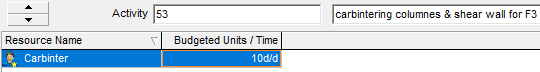 Activity 53 carbintering columnes & shear wall for F3
Resource Name Budgeted Units / Time
Carbinter 10d/d